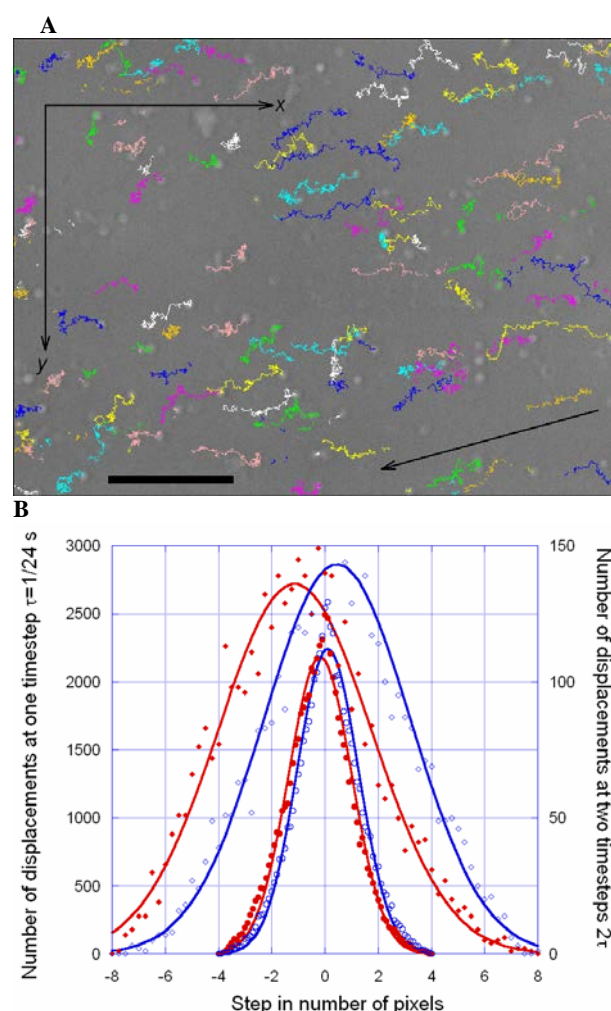 A
x
y
B
Number of displacements at one timestep τ=1/24 s
3000
2500
2000
1500
1000
500
0
150
100
50
0
Number of displacements at two timesteps 2τ
-8 -6 -4 -2 0 2 4 6 8
Step in number of pixels